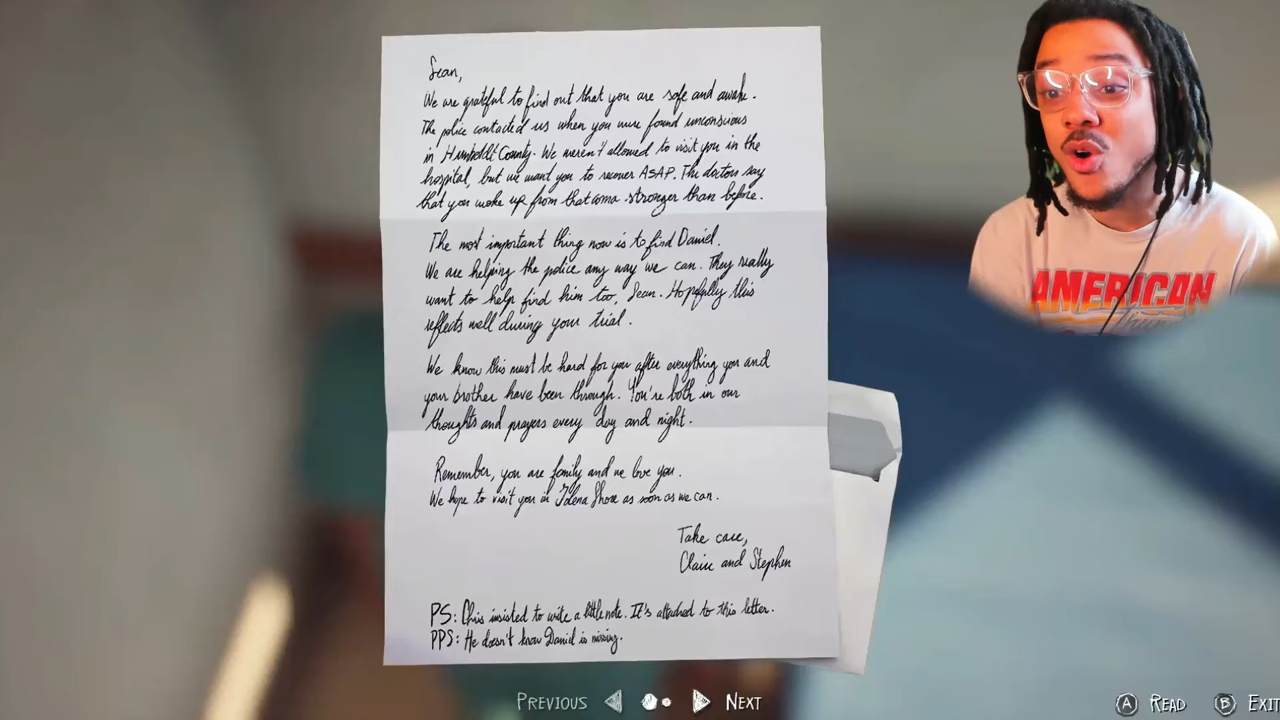 Sean,
We are grateful to find out that you are safe and awake.
The police contacted us when you were found unconscious
in Humboldt County. We weren't allowed to visit you in the
hospital, but we want you to recover ASAP. The doctors say
that you woke up from that coma stronger than before.
The most important thing now is to find Daniel.
We are helping the police any way we can. They really
want to help find him too, Sean. Hopefully this
reflects well during your trial.
We know this must be hard for you after everything you and
your brother have been through. You're both in our
thoughts and prayers every day and night.
Remember, you are family and we love you.
We hope to visit you in Shore as soon as we can.
Take care,
Claire and Stephen
PS: Chris insisted to write a little note. It's attached to this letter.
PPS: He doesn't know Daniel is missing.
AMERICAN
PREVIOUS NEXT
A READ B EXIT